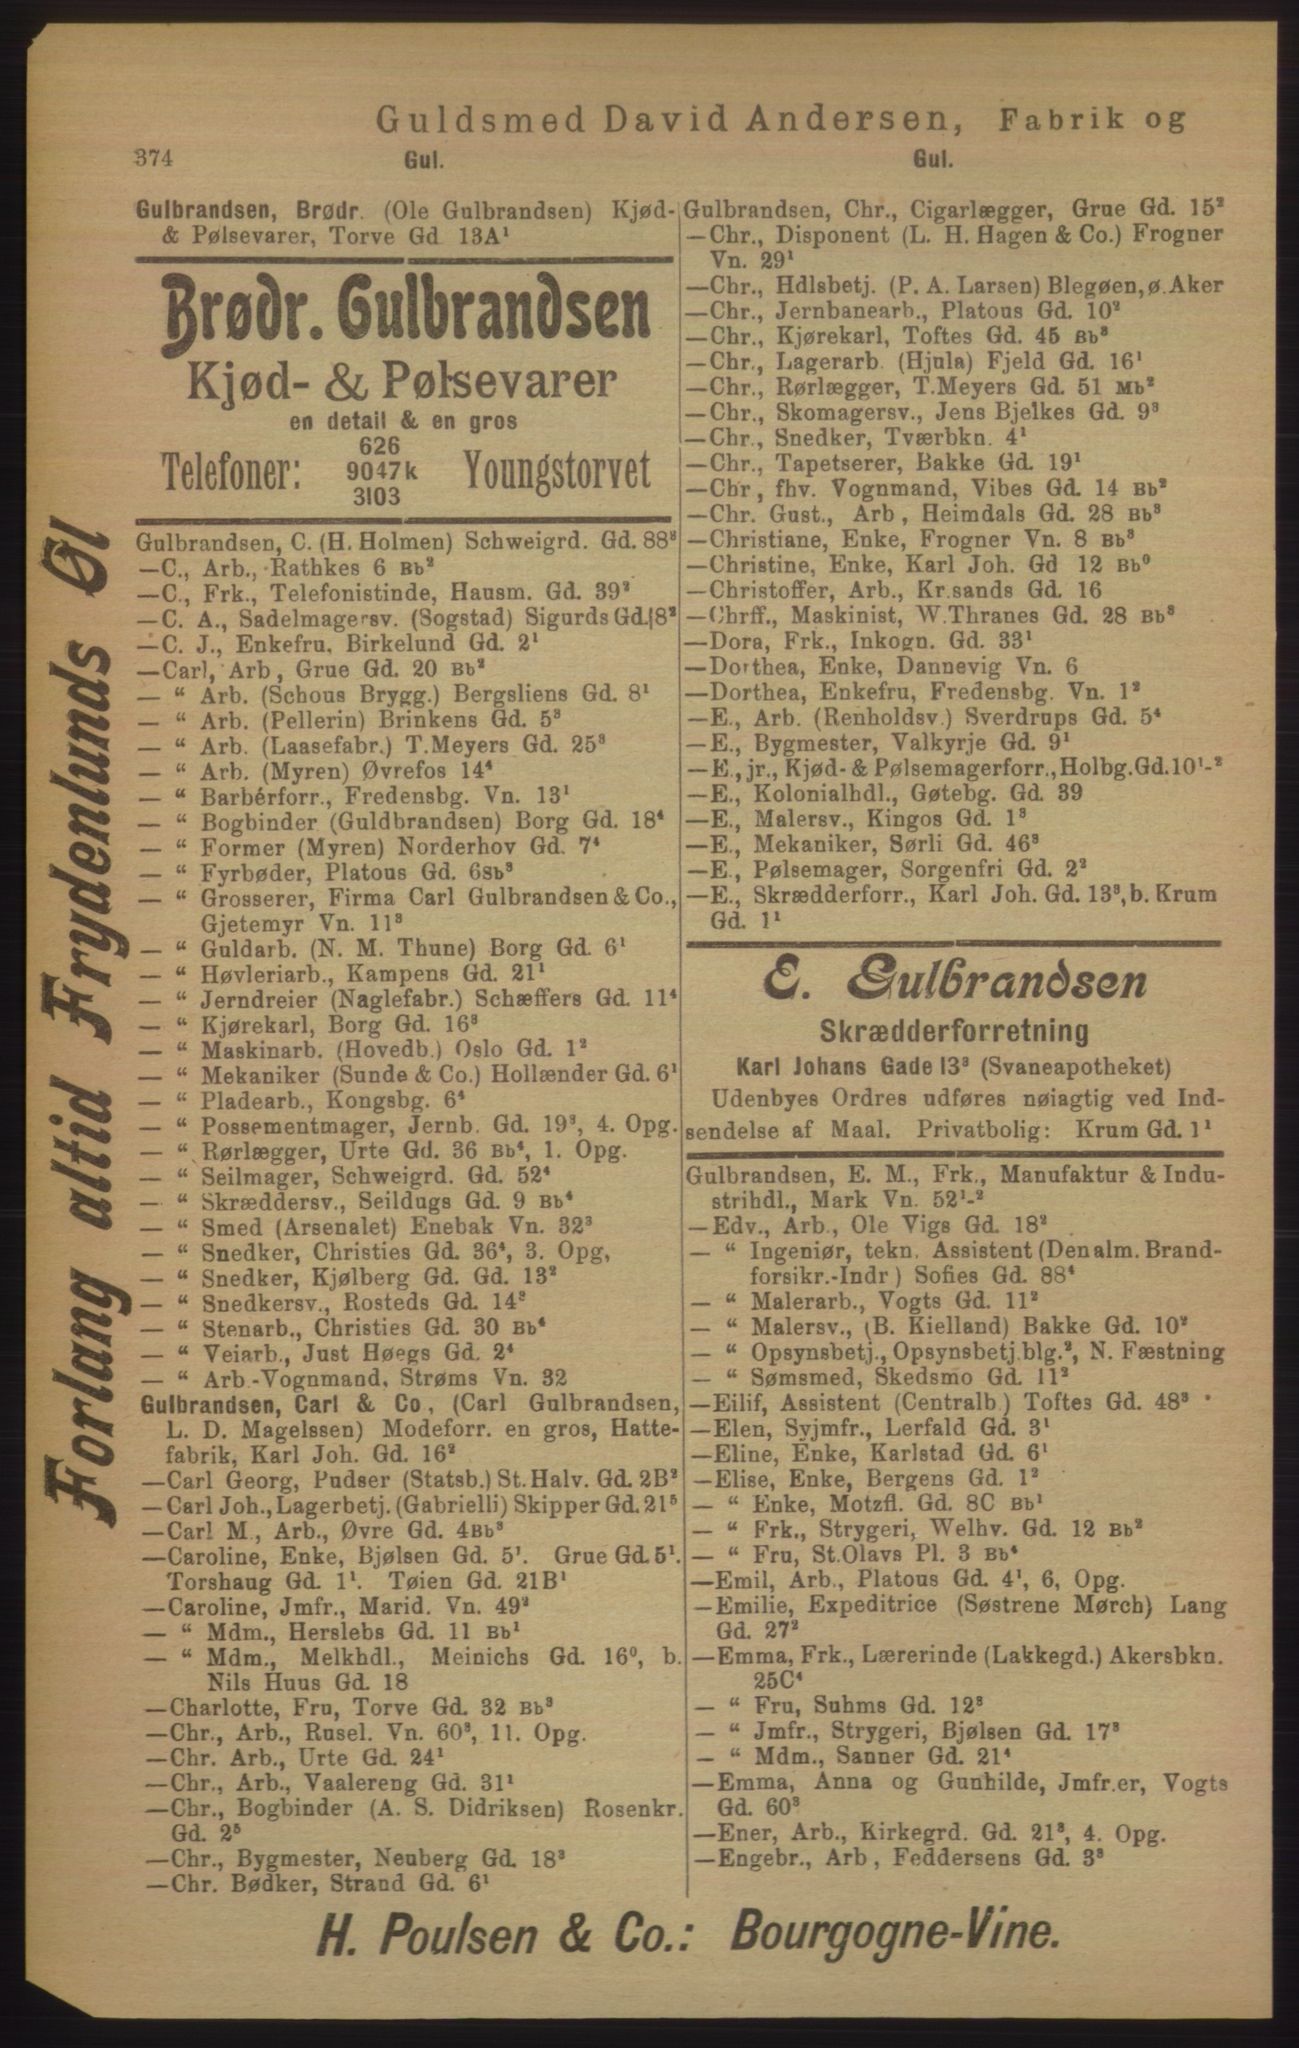 Guldsmed David Andersen, Fabrik og
374 Gul. Gul.
Gulbrandsen, Brødr. (Ole Gulbrandsen) Kjød-
& Pølsevarer, Torve Gd 13A¹
Brødr. Gulbrandsen
Kjød- & Pølsevarer
en detail & en gros
Telefoner: 626 9047k 3103 Youngstorvet
Gulbrandsen, C. (H. Holmen) Schweigrd. Gd. 88³
—C., Arb., Rathkes 6 Bb²
—C., Frk., Telefonistinde, Hausm. Gd. 39²
—C. A., Sadelmagersv. (Sogstad) Sigurds Gd. 8²
—C. J., Enkefru, Birkelund Gd. 2¹
—Carl, Arb, Grue Gd. 20 Bb²
— “ Arb. (Schous Brygg.) Bergsliens Gd. 8¹
— “ Arb. (Pellerin) Brinkens Gd. 5³
— “ Arb. (Laasefabr.) T.Meyers Gd. 25³
— “ Arb. (Myren) Øvrefos 14⁴
— “ Barbérforr., Fredensbg. Vn. 13¹
— “ Bogbinder (Guldbrandsen) Borg Gd. 18⁴
— “ Former (Myren) Norderhov Gd. 7⁴
— “ Fyrbøder, Platous Gd. 6Sb³
— “ Grosserer, Firma Carl Gulbrandsen & Co.,
Gjetemyr Vn. 11³
— “ Guldarb. (N. M. Thune) Borg Gd. 6¹
— “ Høvleriarb., Kampens Gd. 21¹
— “ Jerndreier (Naglefabr.) Schæffers Gd. 11⁴
— “ Kjørekarl, Borg Gd. 16³
— “ Maskinarb. (Hovedb.) Oslo Gd. 1²
— “ Mekaniker (Sunde & Co.) Hollænder Gd. 6¹
— “ Pladearb., Kongsbg. 6⁴
— “ Possementmager, Jernb. Gd. 19³, 4. Opg.
— “ Rørlægger, Urte Gd. 36 Bb⁴, 1. Opg.
— “ Seilmager, Schweigrd. Gd. 52⁴
— “ Skræddersv., Seildugs Gd. 9 Bb⁴
— “ Smed (Arsenalet) Enebak Vn. 32³
— “ Snedker, Christies Gd. 36⁴, 3. Opg,
— “ Snedker, Kjølberg Gd. Gd. 13²
— “ Snedkersv., Rosteds Gd. 14³
— “ Stenarb., Christies Gd. 30 Bb⁴
— “ Veiarb., Just Høegs Gd. 2⁴
— “ Arb.-Vognmand, Strøms Vn. 32
Gulbrandsen, Carl & Co, (Carl Gulbrandsen,
L. D. Magelssen) Modeforr. en gros, Hatte-
fabrik, Karl Joh. Gd. 16²
—Carl Georg, Pudser (Statsb.) St. Halv. Gd. 2B²
—Carl Joh., Lagerbetj. (Gabrielli) Skipper Gd. 21⁵
—Carl M., Arb., Øvre Gd. 4Bb³
—Caroline, Enke, Bjølsen Gd. 5¹. Grue Gd. 5¹.
Torshaug Gd. 1¹. Tøien Gd. 21B¹
—Caroline, Jmfr., Marid. Vn. 49²
— “ Mdm., Herslebs Gd. 11 Bb¹
— “ Mdm., Melkhdl., Meinichs Gd. 16⁰, b.
Nils Huus Gd. 18
—Charlotte, Fru, Torve Gd. 32 Bb³
—Chr., Arb., Rusel. Vn. 60³, 11. Opg.
—Chr. Arb., Urte Gd. 24¹
—Chr., Arb., Vaalereng Gd. 31¹
—Chr., Bogbinder (A. S. Didriksen) Rosenkr.
Gd. 2⁵
—Chr., Bygmester, Neuberg Gd. 18³
—Chr. Bødker, Strand Gd. 6¹
Gulbrandsen, Chr., Cigarlægger, Grue Gd. 15²
—Chr., Disponent (L. H. Hagen & Co.) Frogner
Vn. 29¹
—Chr., Hdlsbetj. (P. A. Larsen) Blegøen, ø. Aker
—Chr., Jernbanearb., Platous Gd. 10²
—Chr., Kjørekarl, Toftes Gd. 45 Bb³
—Chr., Lagerarb. (Hjula) Fjeld Gd. 16¹
—Chr., Rørlægger, T.Meyers Gd. 51 Mb²
—Chr., Skomagersv., Jens Bjelkes Gd. 9³
—Chr., Snedker, Tværbkn. 4¹
—Chr., Tapetserer, Bakke Gd. 19¹
—Chr, fhv. Vognmand, Vibes Gd. 14 Bb²
—Chr. Gust., Arb, Heimdals Gd. 28 Bb³
—Christiane, Enke, Frogner Vn. 8 Bb³
—Christine, Enke, Karl Joh. Gd 12 Bb⁰
—Christoffer, Arb., Kr.sands Gd. 16
—Chrff., Maskinist, W.Thranes Gd. 28 Bb³
—Dora, Frk., Inkogn. Gd. 33¹
—Dorthea, Enke, Dannevig Vn. 6
—Dorthea, Enkefru, Fredensbg. Vn. 1²
—E., Arb. (Renholdsv.) Sverdrups Gd. 5⁴
—E., Bygmester, Valkyrje Gd. 9¹
—E., jr., Kjød- & Pølsemagerforr., Holbg. Gd. 10¹-²
—E., Kolonialhdl., Gøtebg. Gd. 39
—E., Malersv., Kingos Gd. 1³
—E., Mekaniker, Sørli Gd. 46³
—E., Pølsemager, Sorgenfri Gd. 2²
—E., Skrædderforr., Karl Joh. Gd. 13³, b. Krum
Gd. 1¹
E. Gulbrandsen
Skrædderforretning
Karl Johans Gade 13³ (Svaneapotheket)
Udenbyes Ordres udføres nøiagtig ved Ind-
sendelse af Maal. Privatbolig: Krum Gd. 1¹
Gulbrandsen, E. M., Frk., Manufaktur & Indu-
strihdl., Mark Vn. 52¹-²
—Edv., Arb., Ole Vigs Gd. 18²
— “ Ingeniør, tekn. Assistent (Den alm. Brand-
forsikr.-Indr) Sofies Gd. 88⁴
— “ Malerarb., Vogts Gd. 11²
— “ Malersv., (B. Kielland) Bakke Gd. 10²
— “ Opsynsbetj., Opsynsbetj.blg.², N. Fæstning
— “ Sømsmed, Skedsmo Gd. 11²
—Eilif, Assistent (Centralb) Toftes Gd. 48³
—Elen, Syjmfr., Lerfald Gd. 3¹
—Eline, Enke, Karlstad Gd. 6¹
—Elise, Enke, Bergens Gd. 1²
— “ Enke, Motzfl. Gd. 8C Bb¹
— “ Frk., Strygeri, Welhv. Gd. 12 Bb²
— “ Fru, St.Olavs Pl. 3 Bb⁴
—Emil, Arb., Platous Gd. 4¹, 6, Opg.
—Emilie, Expeditrice (Søstrene Mørch) Lang
Gd. 27²
—Emma, Frk., Lærerinde (Lakkegd.) Akersbkn.
25C⁴
— “ Fru, Suhms Gd. 12³
— “ Jmfr., Strygeri, Bjølsen Gd. 17³
— “ Mdm., Sanner Gd. 21⁴
—Emma, Anna og Gunhilde, Jmfr.er, Vogts
Gd. 60³
—Ener, Arb., Kirkegrd. Gd. 21³, 4. Opg.
—Engebr., Arb, Feddersens Gd. 3³
Forlang altid Frydenlunds Øl
H. Poulsen & Co.: Bourgogne-Vine.